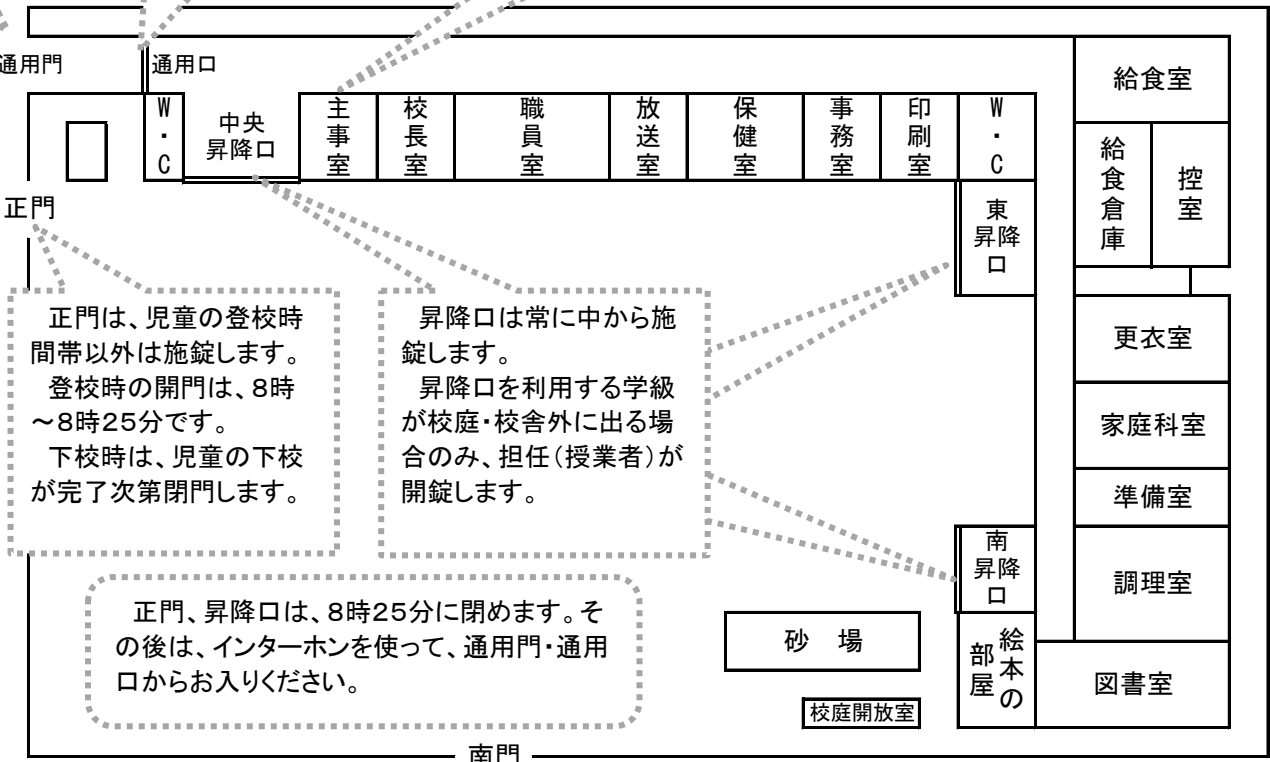 通用門
通用口
給食室
W・C
中央
昇降口
主事室
校長室
職員室
放送室
保健室
事務室
印刷室
W・C
給食倉庫
控室
正門
東
昇降
口
正門は、児童の登校時
間帯以外は施錠します。
登校時の開門は、8時
～8時25分です。
下校時は、児童の下校
が完了次第閉門します。
昇降口は常に中から施
錠します。
昇降口を利用する学級
が校庭・校舎外に出る場
合のみ、担任(授業者)が
開錠します。
更衣室
家庭科室
準備室
南
昇降
口
調理室
正門、昇降口は、8時25分に閉めます。そ
の後は、インターホンを使って、通用門・通用
口からお入りください。
砂 場
絵本の
部屋
図書室
校庭開放室
南門